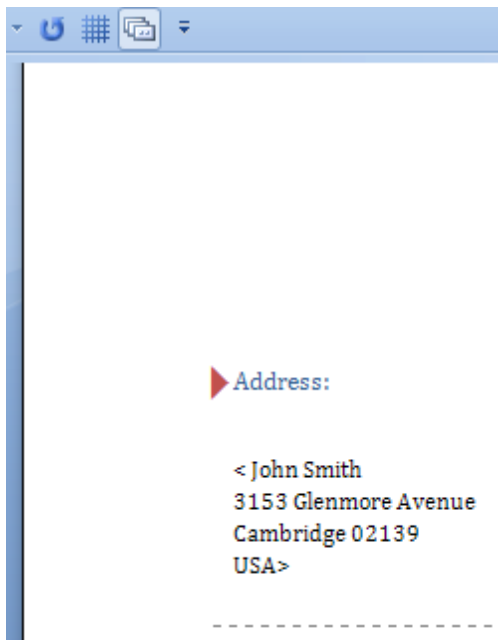 Address:
< John Smith
3153 Glenmore Avenue
Cambridge 02139
USA>